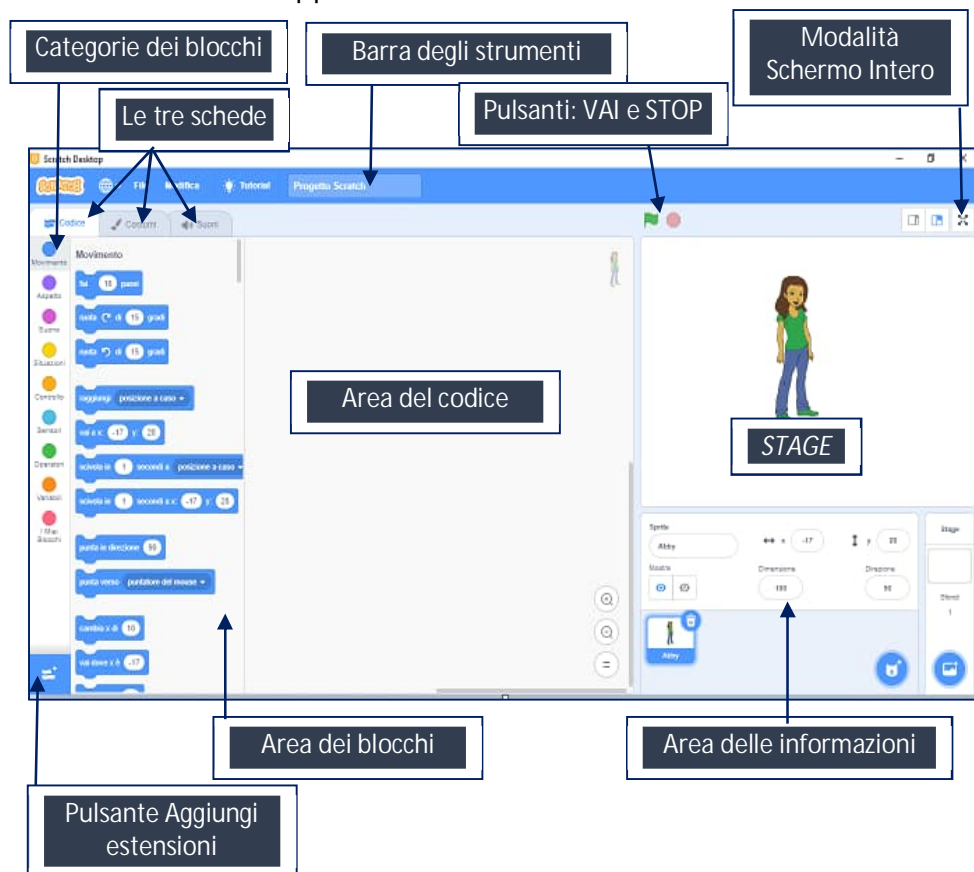 Categorie dei blocchi
Barra degli strumenti
Modalità
Schermo Intero
Le tre schede
Pulsanti: VAI e STOP
Scratch Desktop
File
Modifica
Tutorial
Progetto Scratch
Codice
Costumi
Suoni
Movimento
Movimento
Aspetto
Suono
Situazioni
Controllo
Sensori
Operatori
Variabili
I Miei
Blocchi
fai 10 passi
ruota di 15 gradi
ruota di 15 gradi
raggiungi posizione a caso
vai a x: -17 y: 28
scivola in 1 secondi a posizione a caso
scivola in 1 secondi a x: -17 y: 28
punta in direzione 90
punta verso puntatore del mouse
cambia x di 10
vai dove x è -17
Area del codice
STAGE
Sprite
Abby
x -17
y 28
Mostra
Dimensione
100
Direzione
90
Abby
Stage
Sfondi
1
Area dei blocchi
Area delle informazioni
Pulsante Aggiungi
estensioni